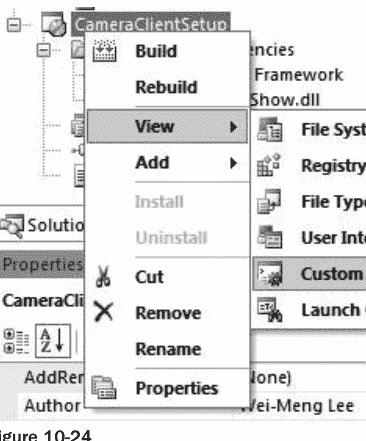 CameraClientSetup
Build
encies
Rebuild
Framework
Show.dll
View
File Syst
Add
Registry
Install
File Type
Solutio
Uninstall
User Inte
Properties
Cut
Custom
CameraCli
Remove
Launch
Rename
AddRen
Properties
None)
Author
Wei-Meng Lee
igure 10-24